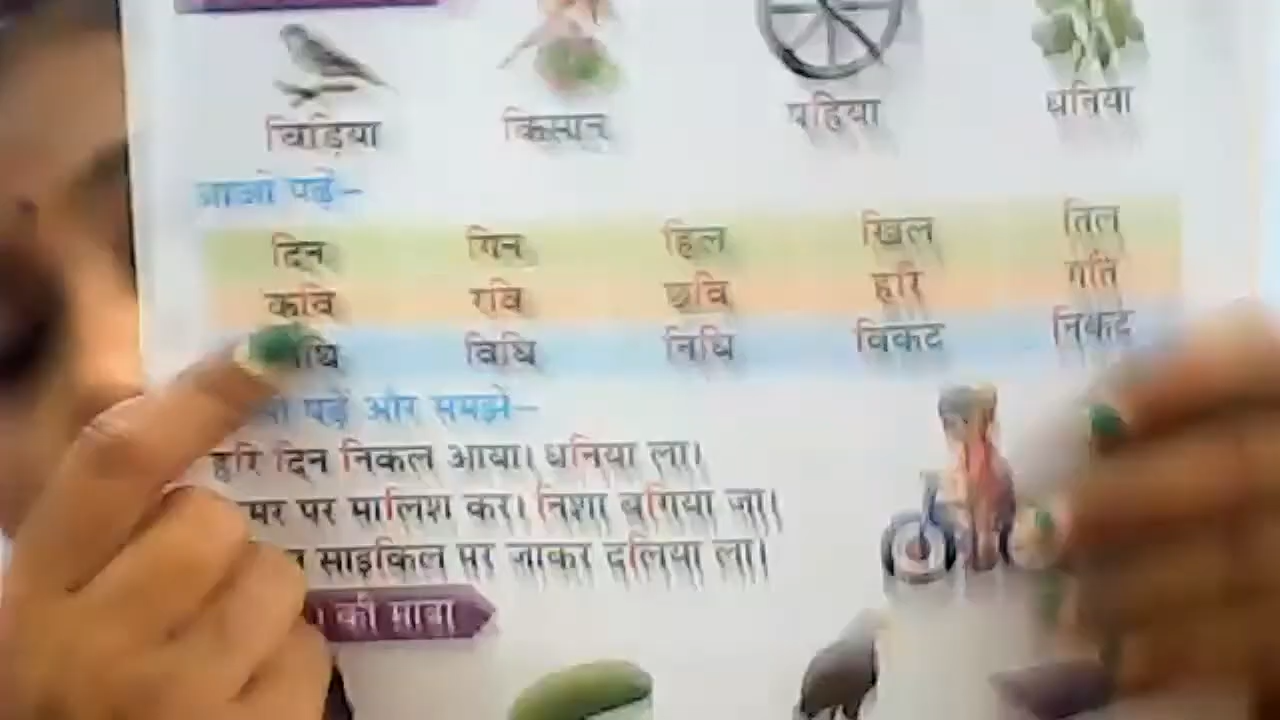 चिड़िया किसान पहिया धनिया
आओ पढ़ें-
दिन गिन हिल खिल तिल
कवि रवि छवि हरि गति
विधि निधि विकट निकट
पढ़ें और समझें-
हरि दिन निकल आया। धनिया ला।
पर मालिश कर। निशा बगिया जा।
साइकिल पर जाकर दलिया ला।
की मात्रा